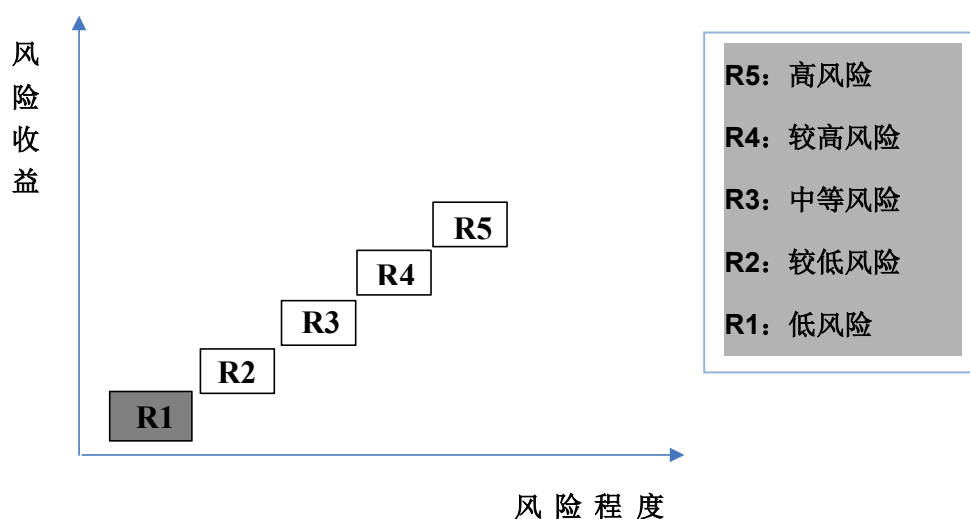 风险收益
R5
R4
R3
R2
R1
风险程度
R5：高风险
R4：较高风险
R3：中等风险
R2：较低风险
R1：低风险